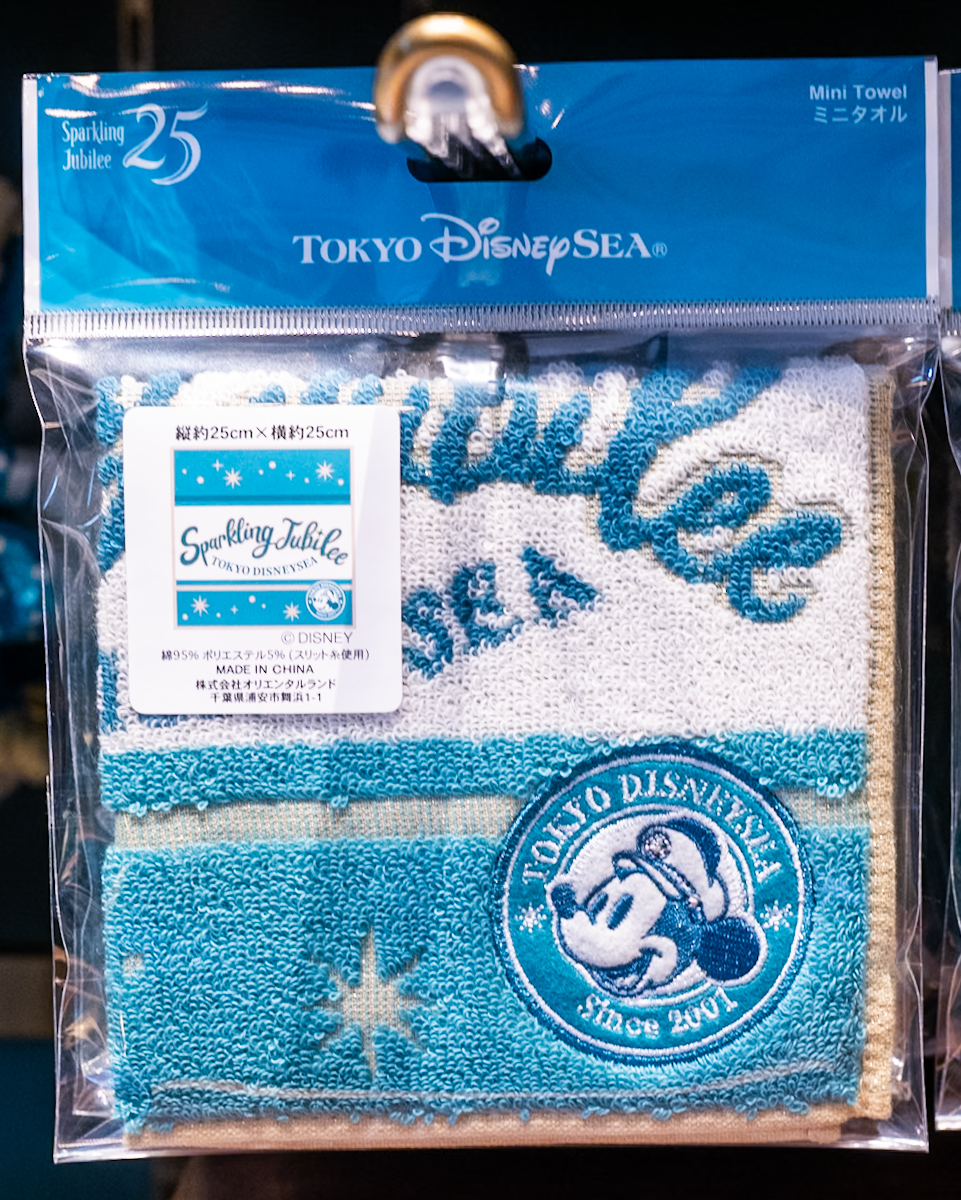 Sparkling
Jubilee 25
Mini Towel
ミニタオル
TOKYO DISNEY SEA®
縦約25cm×横約25cm
Sparkling Jubilee
TOKYO DISNEYSEA
© DISNEY
綿95% ポリエステル5% (スリット糸使用)
MADE IN CHINA
株式会社オリエンタルランド
千葉県浦安市舞浜1-1
SEA
TOKYO DISNEYSEA
Since 2001